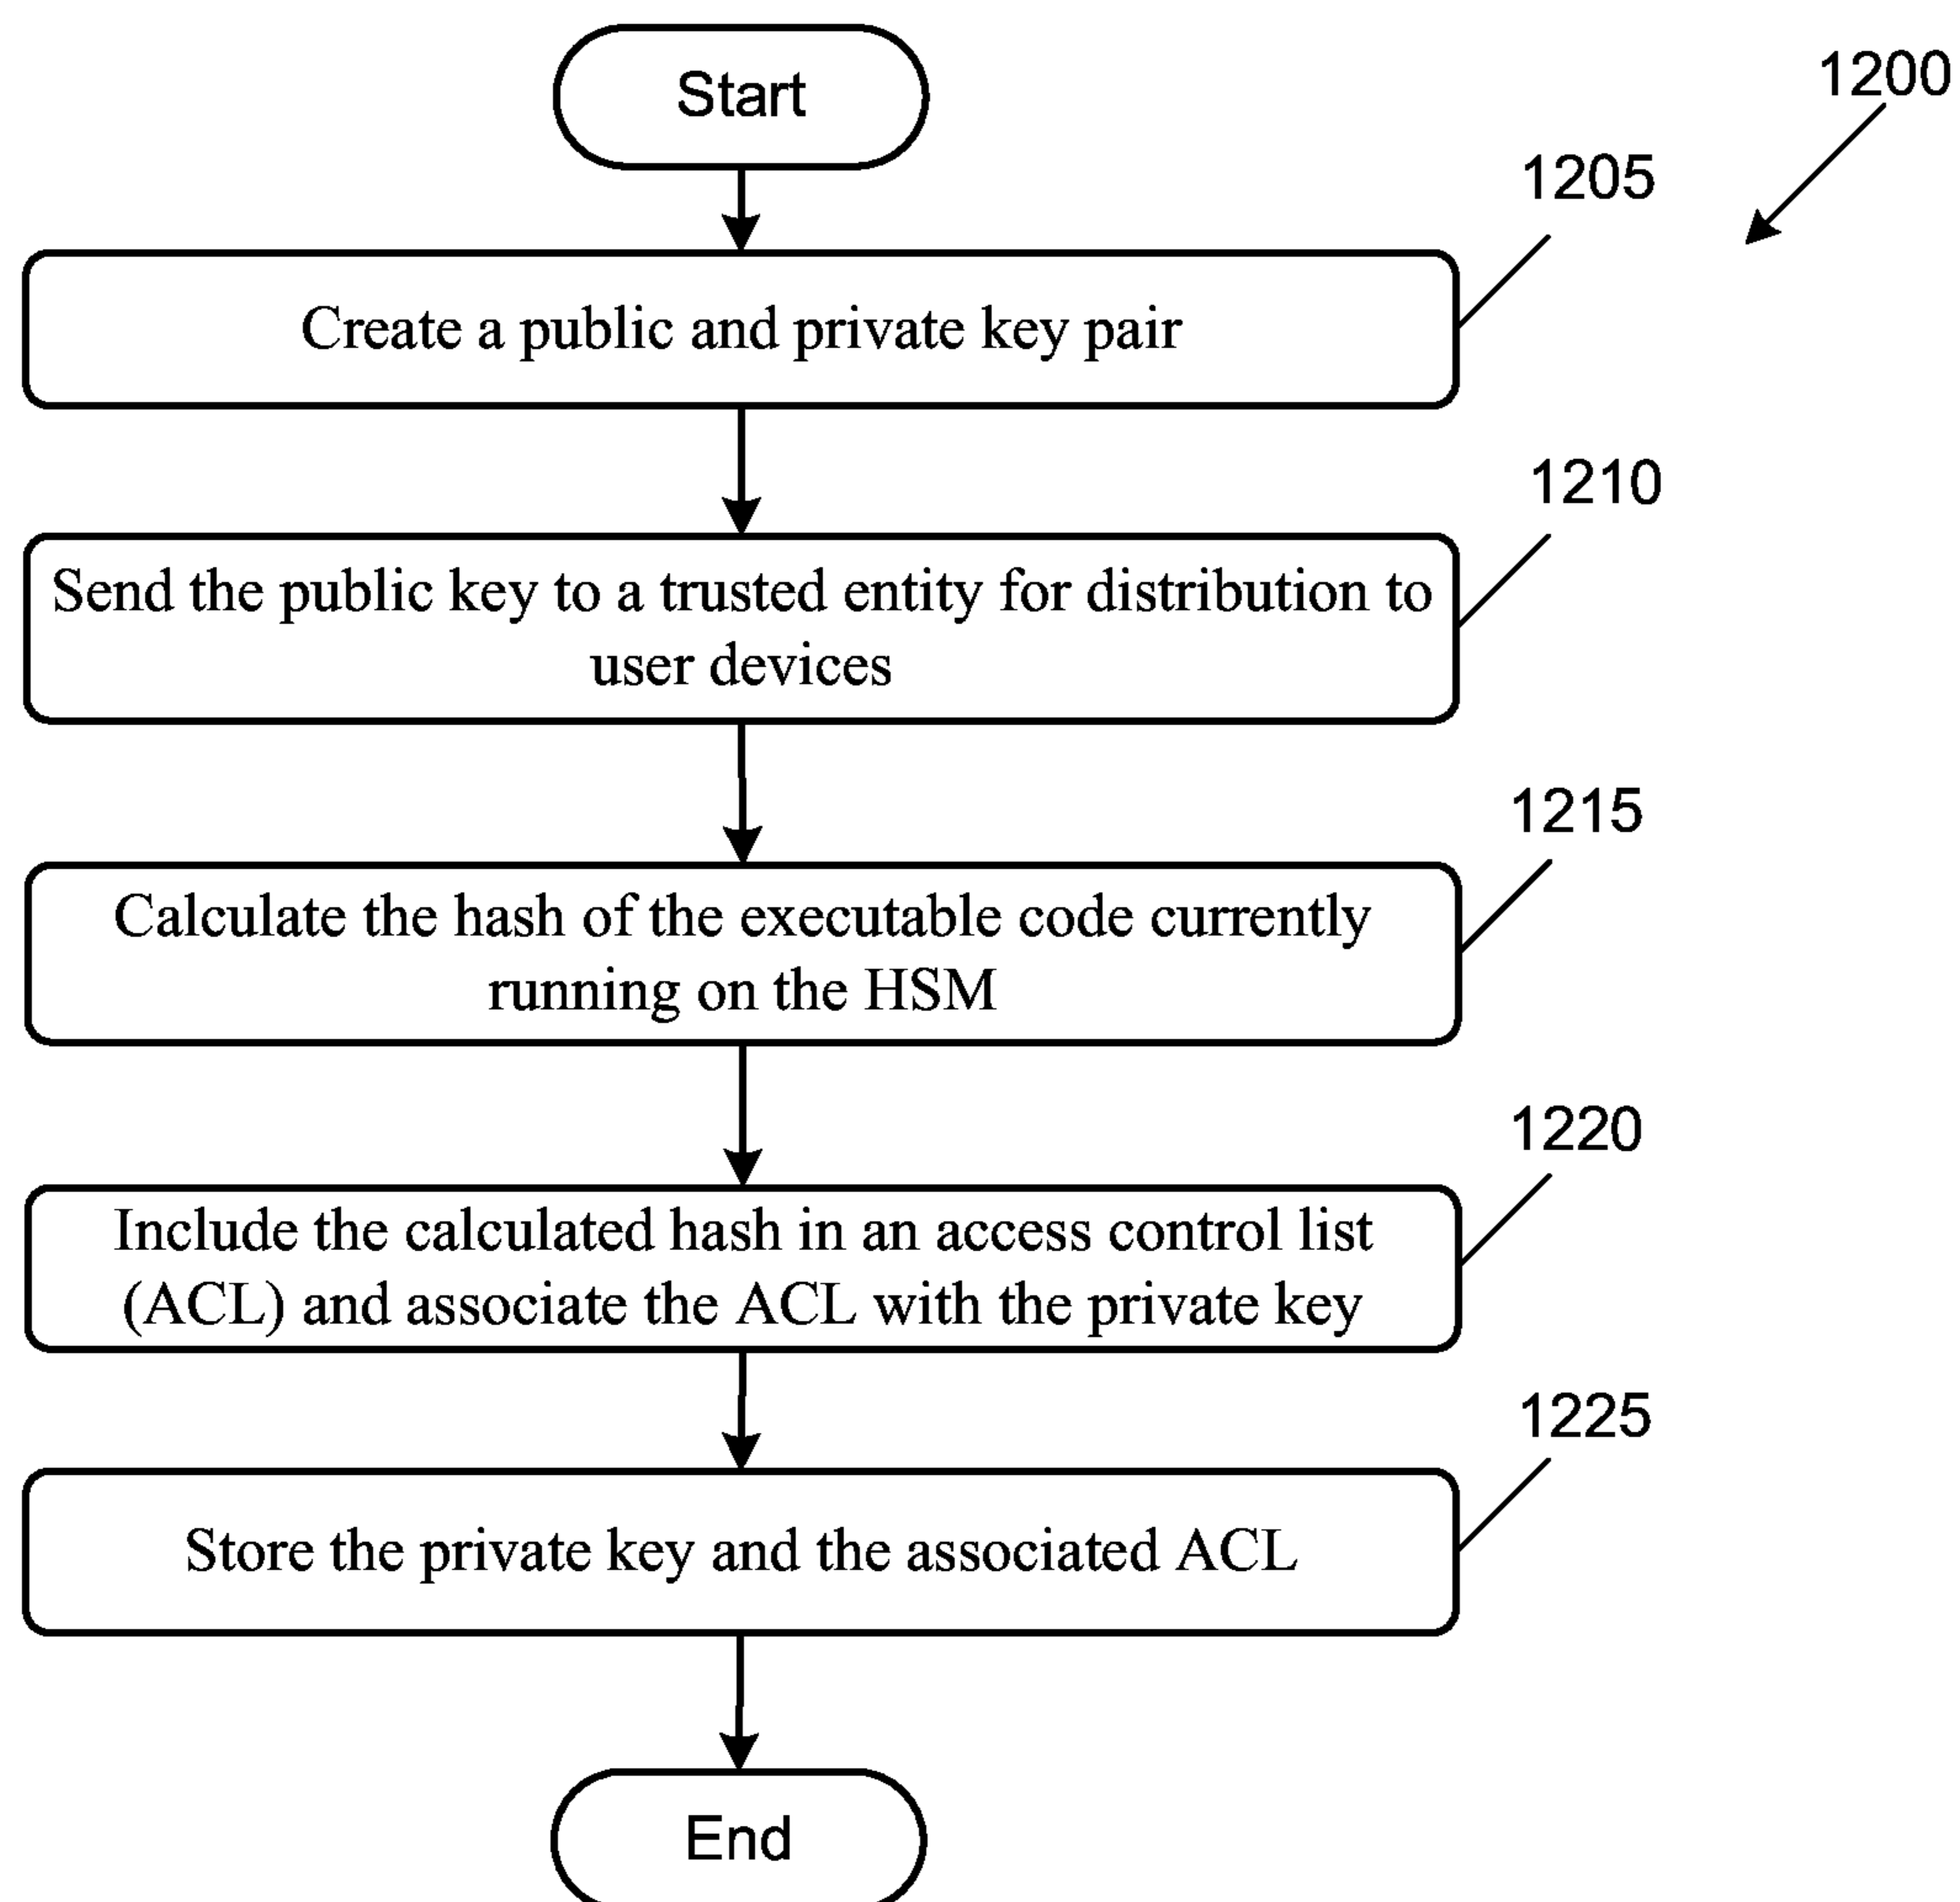 Start
1200
1205
Create a public and private key pair
1210
Send the public key to a trusted entity for distribution to
user devices
1215
Calculate the hash of the executable code currently
running on the HSM
1220
Include the calculated hash in an access control list
(ACL) and associate the ACL with the private key
1225
Store the private key and the associated ACL
End